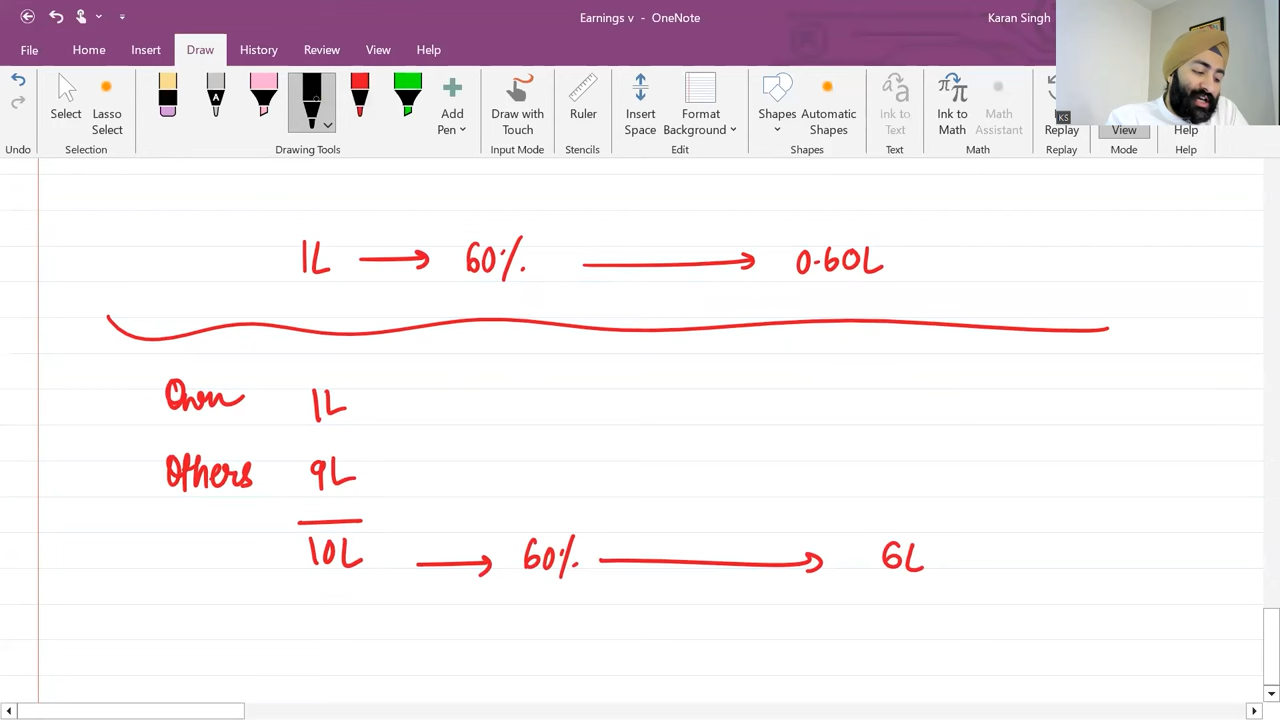 Earnings v - OneNote
Karan Singh
File Home Insert Draw History Review View Help
Select
Lasso Select
A
Add Pen
Draw with Touch
Ruler
Insert Space
Format Background
Shapes
Automatic Shapes
Ink to Text
Ink to Math
Math Assistant
Replay
View
Help
KS
Undo Selection Drawing Tools Input Mode Stencils Edit Shapes Text Math Replay Mode Help
1L → 60% → 0.60L
Own 1L
Others 9L
10L → 60% → 6L